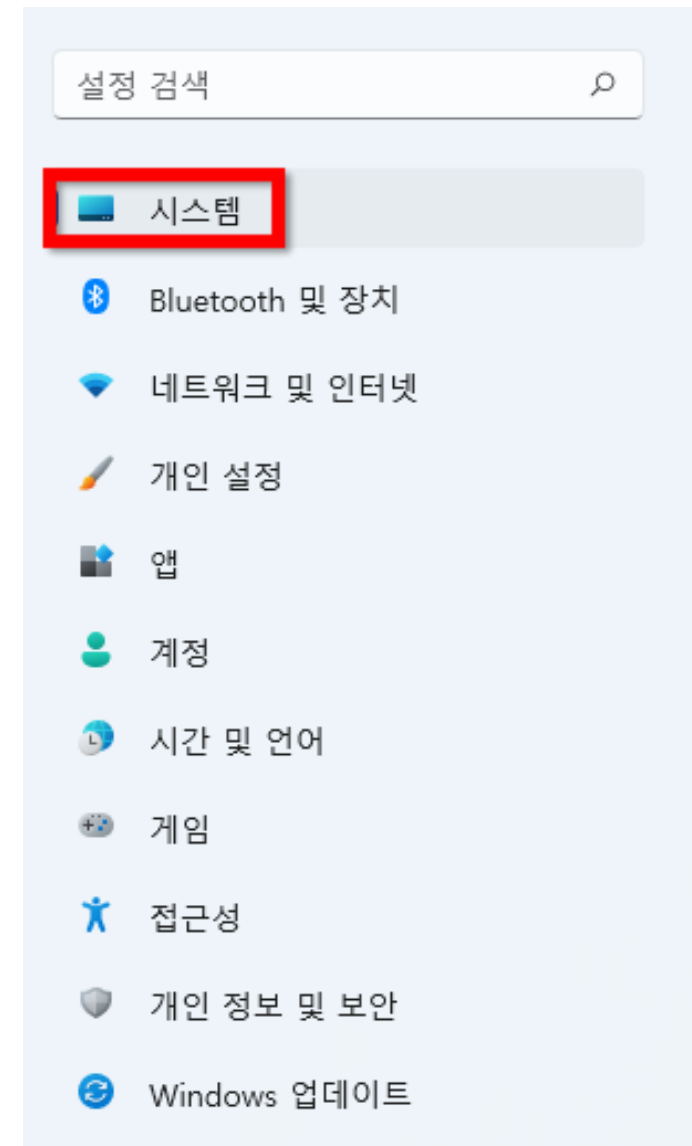 설정 검색
시스템
Bluetooth 및 장치
네트워크 및 인터넷
개인 설정
앱
계정
시간 및 언어
게임
접근성
개인 정보 및 보안
Windows 업데이트